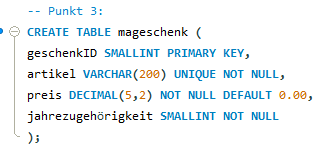 -- Punkt 3:
CREATE TABLE mageschenk (
geschenkID SMALLINT PRIMARY KEY,
artikel VARCHAR(200) UNIQUE NOT NULL,
preis DECIMAL(5,2) NOT NULL DEFAULT 0.00,
jahrezugehörigkeit SMALLINT NOT NULL
);